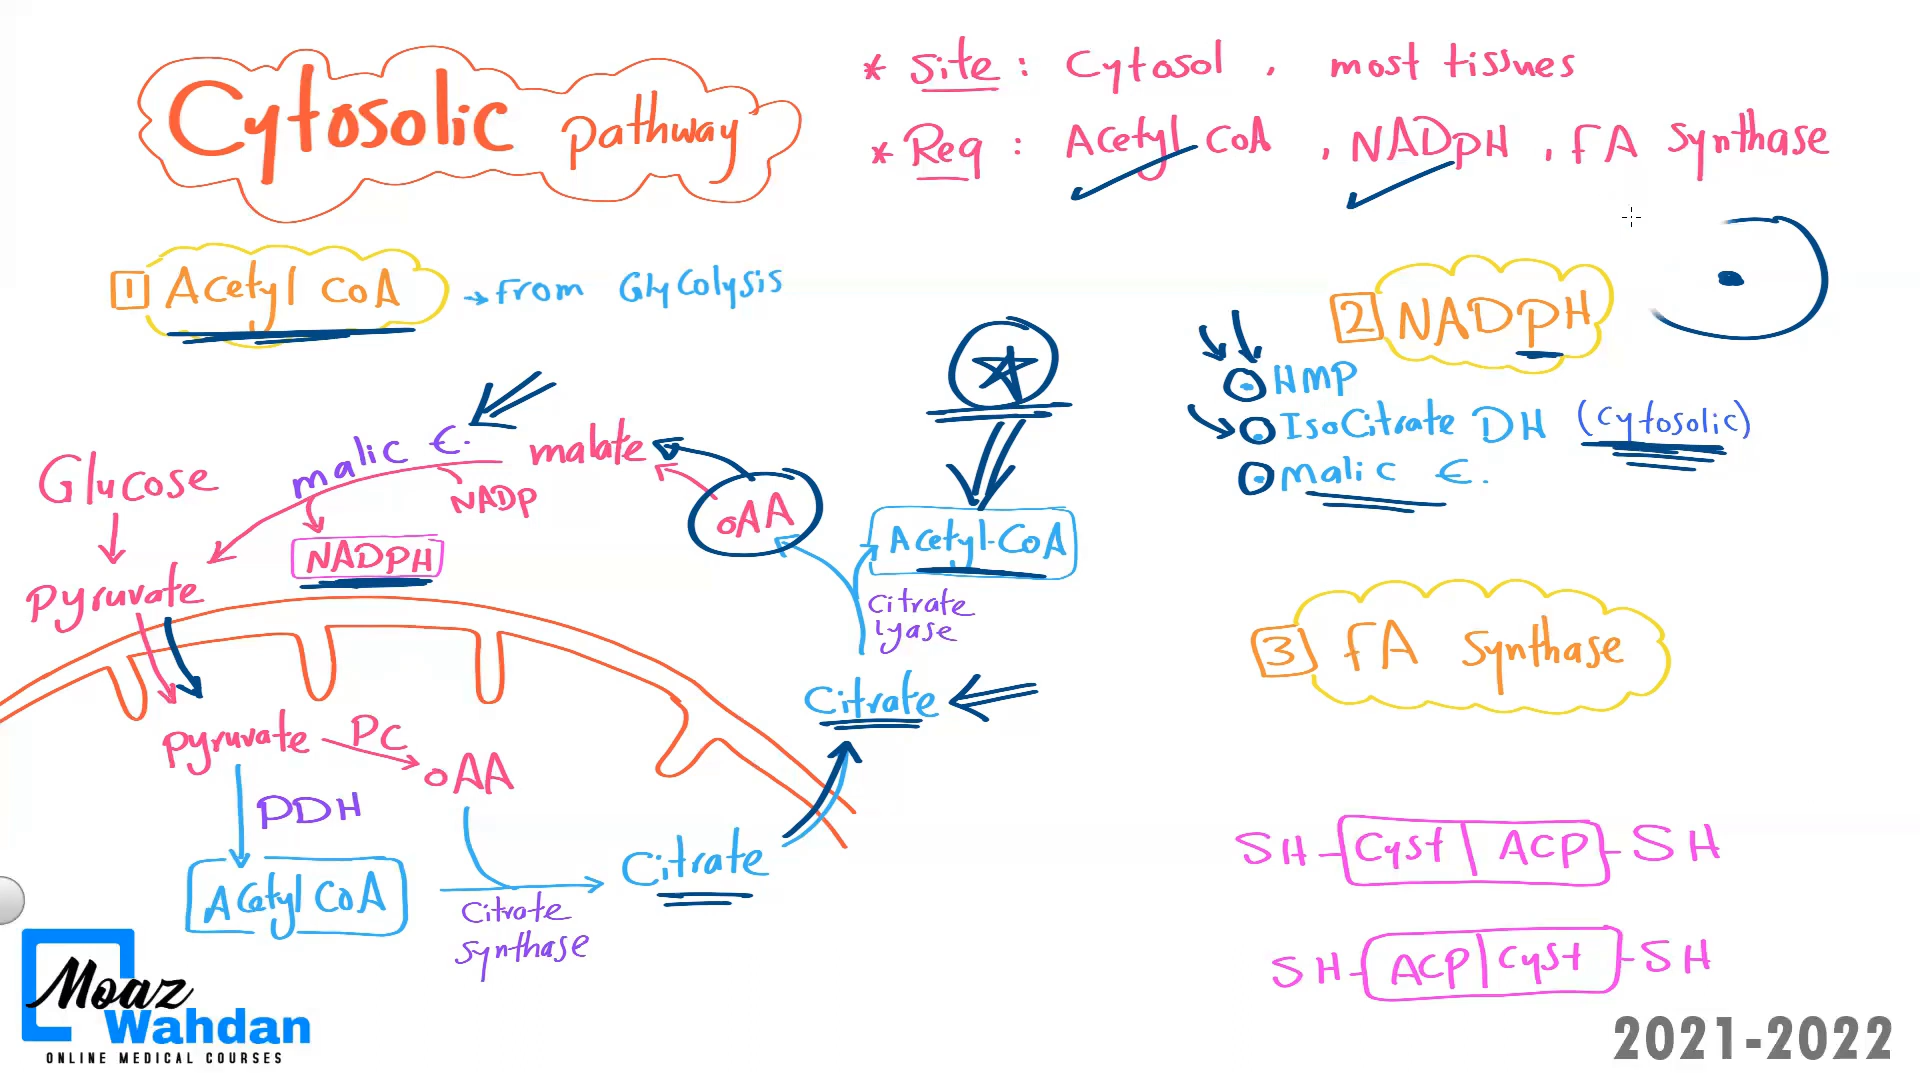 Cytosolic pathway
* Site : Cytosol , most tissues
* Req : Acetyl CoA , NADPH , FA Synthase
1 Acetyl CoA → From Glycolysis
2 NADPH
HMP
IsoCitrate DH (Cytosolic)
malic €.
Glucose
malic €.
malate
NADP
NADPH
OAA
Acetyl-CoA
Citrate
lyase
pyruvate
Citrate
3 FA Synthase
pyruvate
PC
OAA
PDH
Acetyl CoA
Citrate
Synthase
Citrate
SH - Cyst | ACP - SH
SH - ACP | Cyst - SH
Moaz
Wahdan
ONLINE MEDICAL COURSES
2021-2022